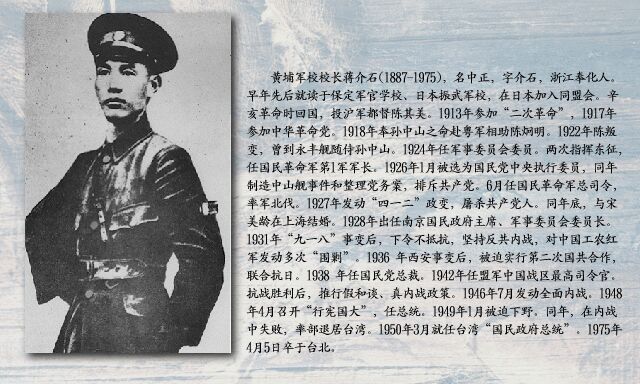 黄埔军校校长蒋介石(1887-1975)，名中正，字介石，浙江奉化人。
早年先后就读于保定军官学校、日本振武军校，在日本加入同盟会。辛
亥革命时回国，投沪军都督陈其美。1913年参加“二次革命”，1917年
参加中华革命党。1918年奉孙中山之命赴粤军相助陈炯明。1922年陈叛
变，曾到永丰舰随侍孙中山。1924年任军事委员会委员。两次指挥东征，
任国民革命军第1军军长。1926年1月被选为国民党中央执行委员，同年
制造中山舰事件和整理党务案，排斥共产党。6月任国民革命军总司令，
率军北伐。1927年发动“四一二”政变，屠杀共产党人。同年底，与宋
美龄在上海结婚。1928年出任南京国民政府主席、军事委员会委员长。
1931年“九一八”事变后，下令不抵抗，坚持反共内战，对中国工农红
军发动多次“围剿”。1936 年西安事变后，被迫实行第二次国共合作，
联合抗日。1938 年任国民党总裁。1942年任盟军中国战区最高司令官。
抗战胜利后，推行假和谈、真内战政策。1946年7月发动全面内战。1948
年4月召开“行宪国大”，任总统。1949年1月被迫下野。同年，在内战
中失败，率部退居台湾。1950年3月就任台湾“国民政府总统”。1975年
4月5日卒于台北。